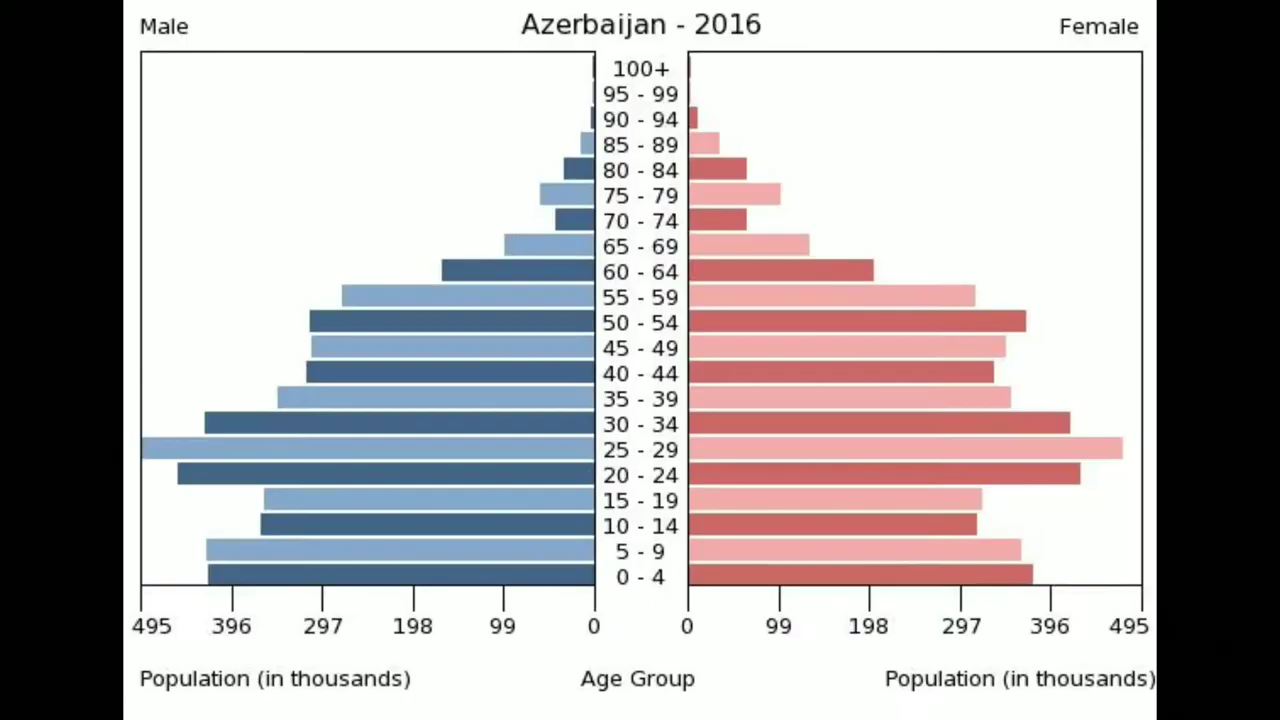 Male Azerbaijan - 2016 Female
100+
95 - 99
90 - 94
85 - 89
80 - 84
75 - 79
70 - 74
65 - 69
60 - 64
55 - 59
50 - 54
45 - 49
40 - 44
35 - 39
30 - 34
25 - 29
20 - 24
15 - 19
10 - 14
5 - 9
0 - 4
495 396 297 198 99 0 0 99 198 297 396 495
Population (in thousands) Age Group Population (in thousands)